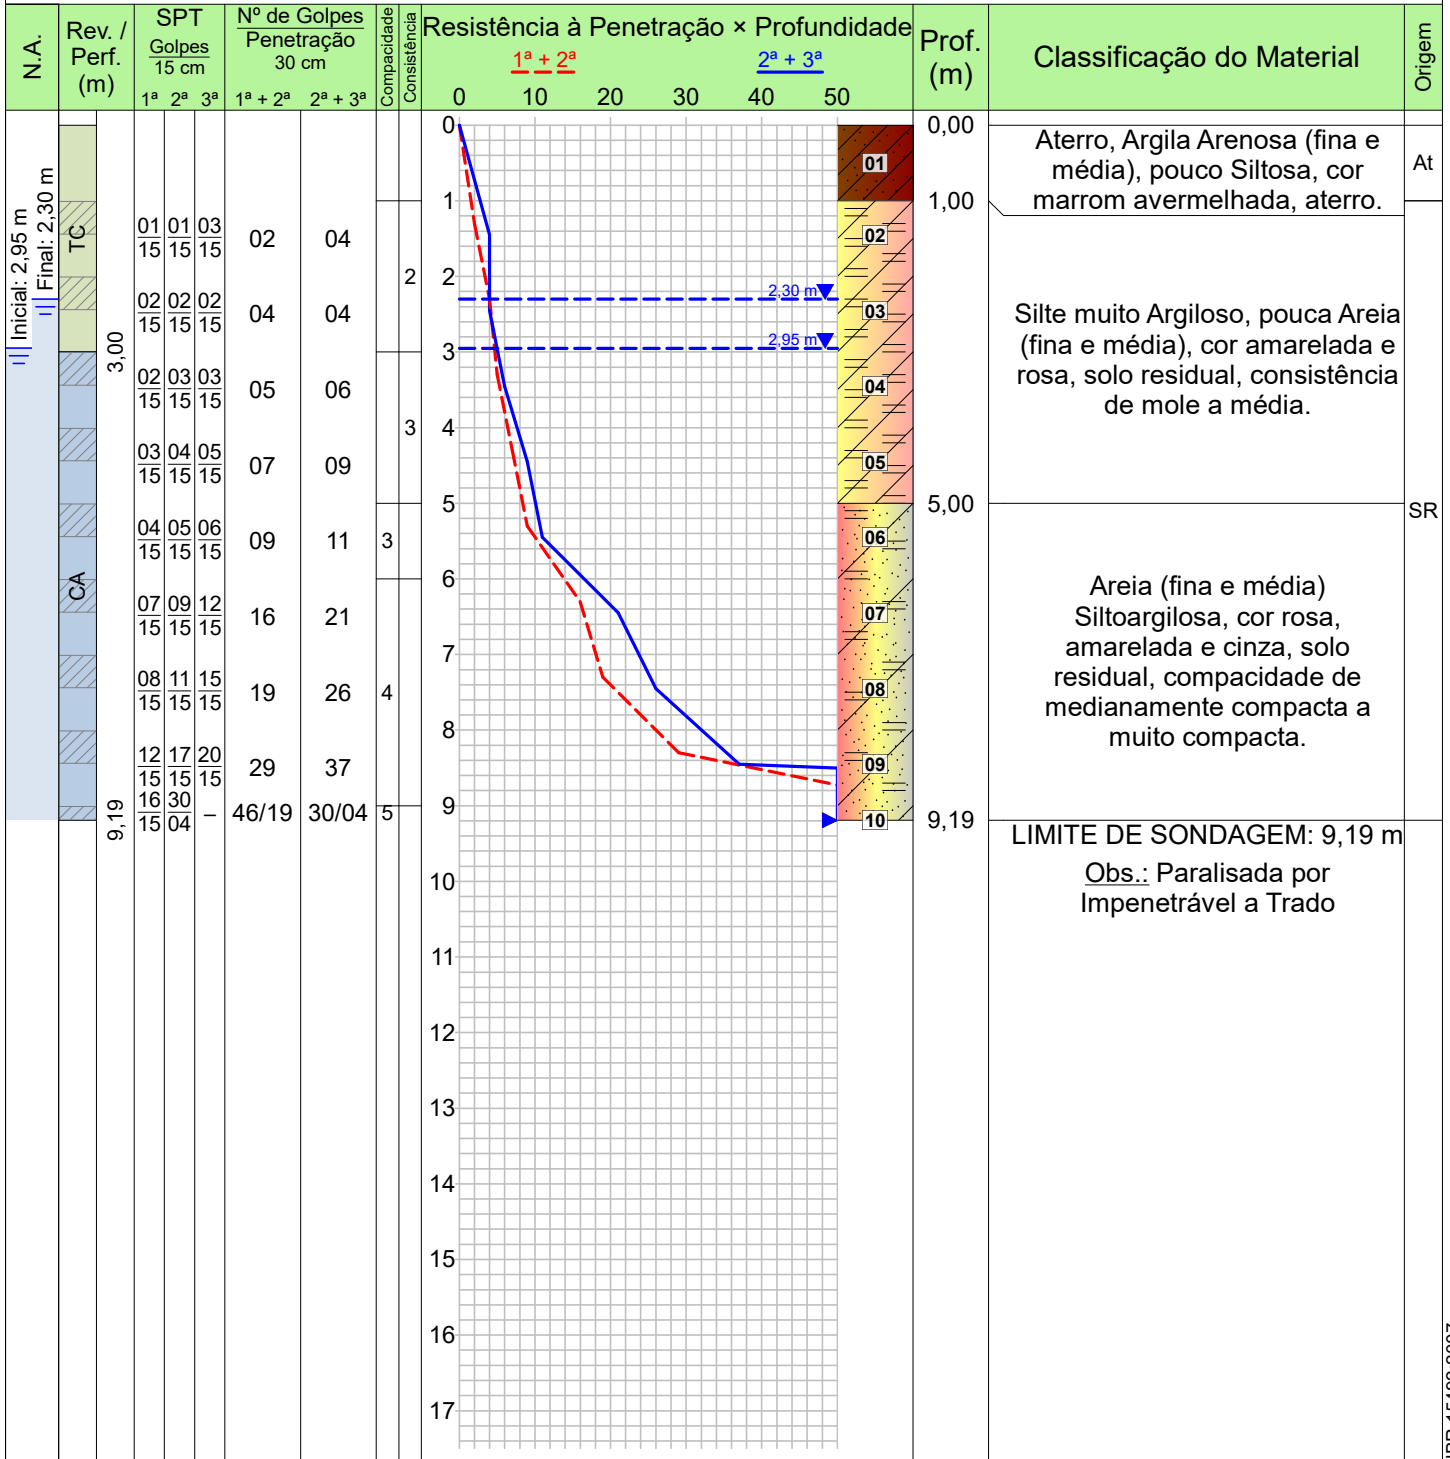 N.A.
Rev. /
Perf.
(m)
SPT
Golpes
15 cm
1ª 2ª 3ª
Nº de Golpes
Penetração
30 cm
1ª + 2ª 2ª + 3ª
Compacidade
Consistência
Resistência à Penetração × Profundidade
1ª + 2ª 2ª + 3ª
0 10 20 30 40 50
Prof.
(m)
Classificação do Material
Origem
Inicial: 2,95 m
Final: 2,30 m
TC
3,00
CA
9,19
01 01 03
15 15 15
02 04
02 02 02
15 15 15
04 04
02 03 03
15 15 15
05 06
03 04 05
15 15 15
07 09
04 05 06
15 15 15
09 11
07 09 12
15 15 15
16 21
08 11 15
15 15 15
19 26
12 17 20
15 15 15
29 37
16 30 –
15 04
46/19 30/04
2
3
3
4
5
0
1
2
3
4
5
6
7
8
9
10
11
12
13
14
15
16
17
2,30 m
2,95 m
01
02
03
04
05
06
07
08
09
10
0,00
1,00
5,00
9,19
Aterro, Argila Arenosa (fina e
média), pouco Siltosa, cor
marrom avermelhada, aterro.
At
Silte muito Argiloso, pouca Areia
(fina e média), cor amarelada e
rosa, solo residual, consistência
de mole a média.
SR
Areia (fina e média)
Siltoargilosa, cor rosa,
amarelada e cinza, solo
residual, compacidade de
medianamente compacta a
muito compacta.
LIMITE DE SONDAGEM: 9,19 m
Obs.: Paralisada por
Impenetrável a Trado